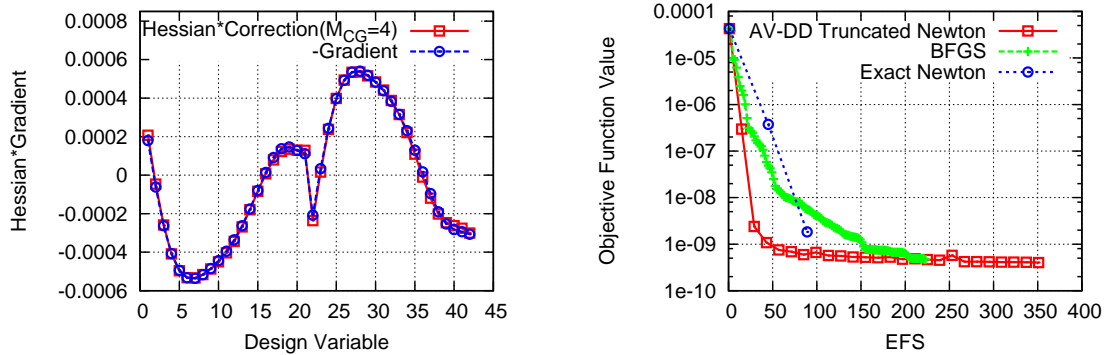 Hessian*Correction(M_CG=4)
-Gradient
Hessian*Gradient
0.0008
0.0006
0.0004
0.0002
0
-0.0002
-0.0004
-0.0006
0 5 10 15 20 25 30 35 40 45
Design Variable
AV-DD Truncated Newton
BFGS
Exact Newton
Objective Function Value
0.0001
1e-05
1e-06
1e-07
1e-08
1e-09
1e-10
0 50 100 150 200 250 300 350 400
EFS